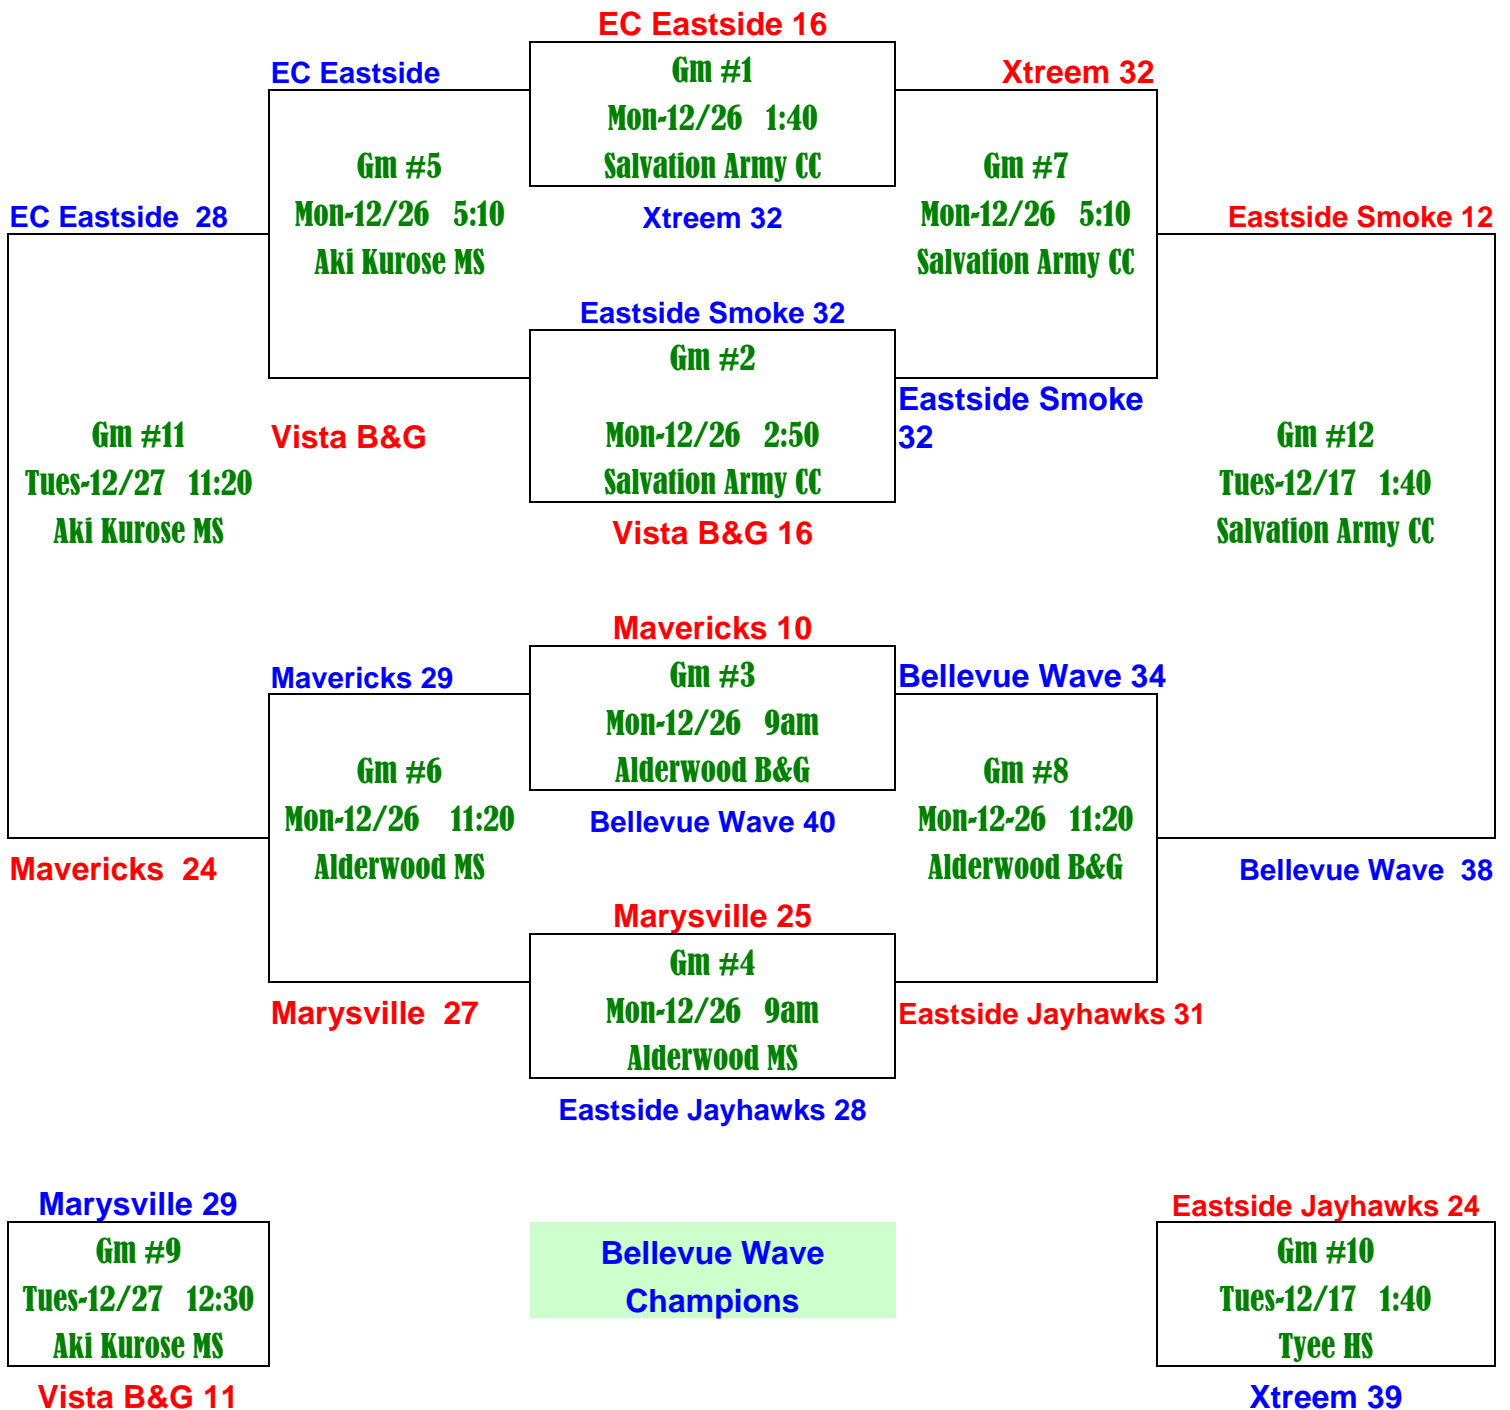 EC Eastside 16
EC Eastside
Gm #1
Xtreem 32
Mon-12/26 1:40
Gm #5
Salvation Army CC
Gm #7
EC Eastside 28
Mon-12/26 5:10
Xtreem 32
Mon-12/26 5:10
Eastside Smoke 12
Aki Kurose MS
Salvation Army CC
Eastside Smoke 32
Gm #2
Eastside Smoke
32
Gm #11
Vista B&G
Mon-12/26 2:50
Gm #12
Tues-12/27 11:20
Salvation Army CC
Tues-12/17 1:40
Aki Kurose MS
Vista B&G 16
Salvation Army CC
Mavericks 10
Mavericks 29
Gm #3
Bellevue Wave 34
Mon-12/26 9am
Gm #6
Alderwood B&G
Gm #8
Mon-12/26 11:20
Bellevue Wave 40
Mon-12-26 11:20
Mavericks 24
Alderwood MS
Alderwood B&G
Bellevue Wave 38
Marysville 25
Gm #4
Marysville 27
Mon-12/26 9am
Eastside Jayhawks 31
Alderwood MS
Eastside Jayhawks 28
Marysville 29
Eastside Jayhawks 24
Gm #9
Bellevue Wave
Gm #10
Tues-12/27 12:30
Champions
Tues-12/17 1:40
Aki Kurose MS
Tyee HS
Vista B&G 11
Xtreem 39